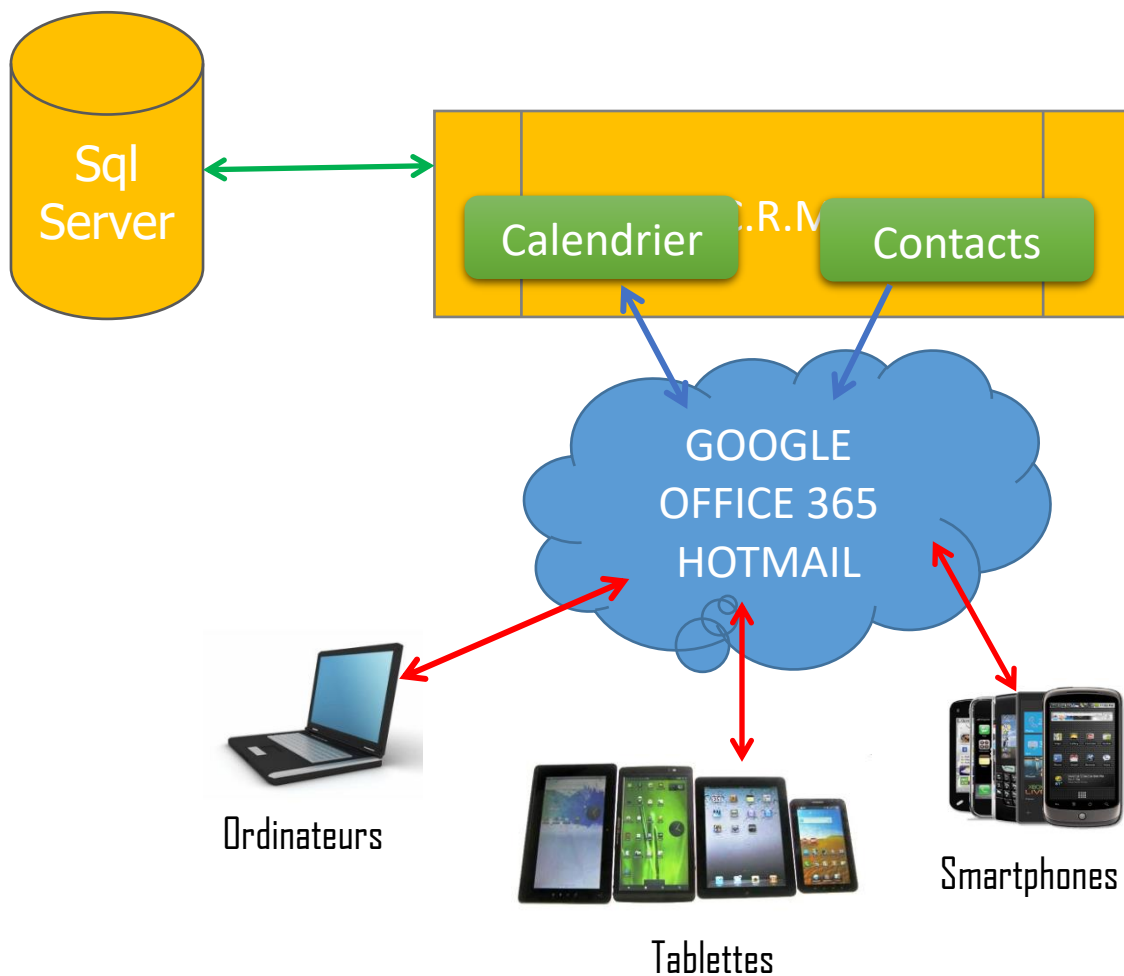 Sql
Server
C.R.M
Calendrier
Contacts
GOOGLE
OFFICE 365
HOTMAIL
Ordinateurs
Smartphones
Tablettes